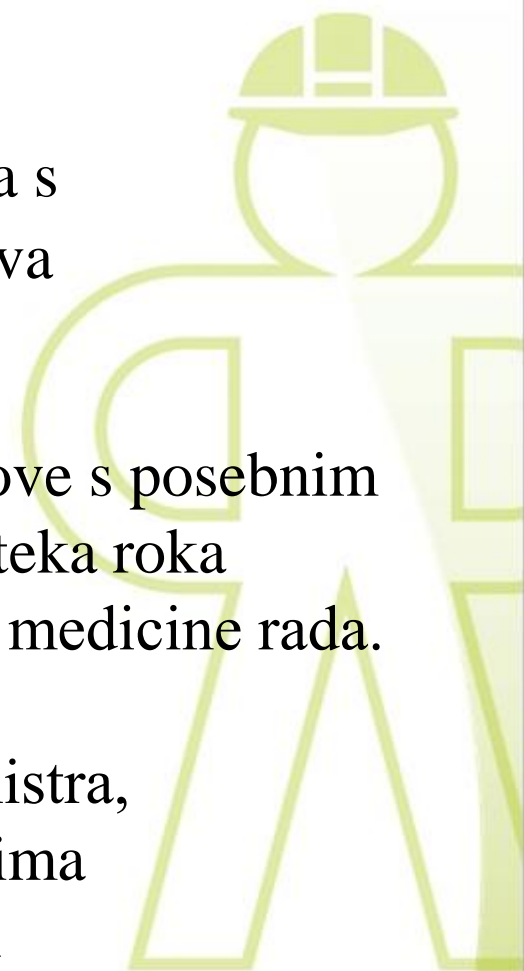 a s
va
ove s posebnim
teka roka
medicine rada.
istra,
ima